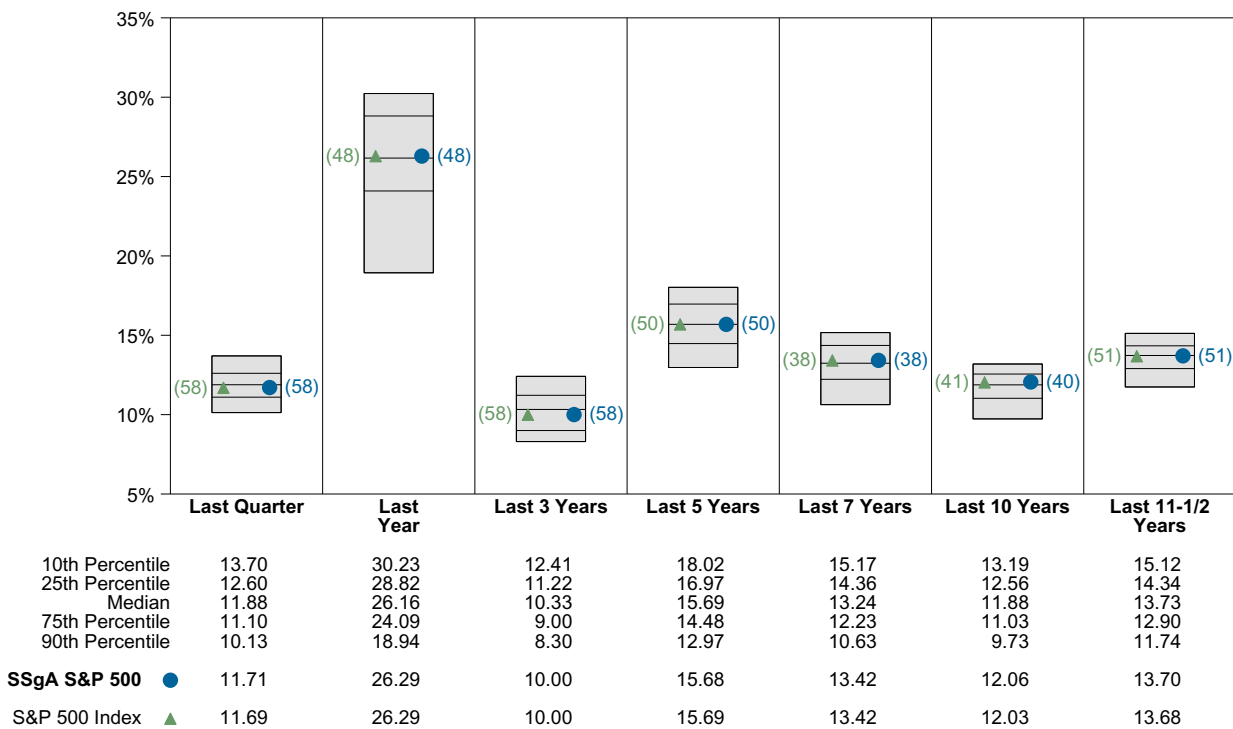 35%
30%
25%
20%
15%
10%
5%
(58) (58)
(48) (48)
(58) (58)
(50) (50)
(38) (38)
(41) (40)
(51) (51)
Last Quarter Last Last 3 Years Last 5 Years Last 7 Years Last 10 Years Last 11-1/2
Year Years
10th Percentile 13.70 30.23 12.41 18.02 15.17 13.19 15.12
25th Percentile 12.60 28.82 11.22 16.97 14.36 12.56 14.34
Median 11.88 26.16 10.33 15.69 13.24 11.88 13.73
75th Percentile 11.10 24.09 9.00 14.48 12.23 11.03 12.90
90th Percentile 10.13 18.94 8.30 12.97 10.63 9.73 11.74
SSgA S&P 500 11.71 26.29 10.00 15.68 13.42 12.06 13.70
S&P 500 Index 11.69 26.29 10.00 15.69 13.42 12.03 13.68